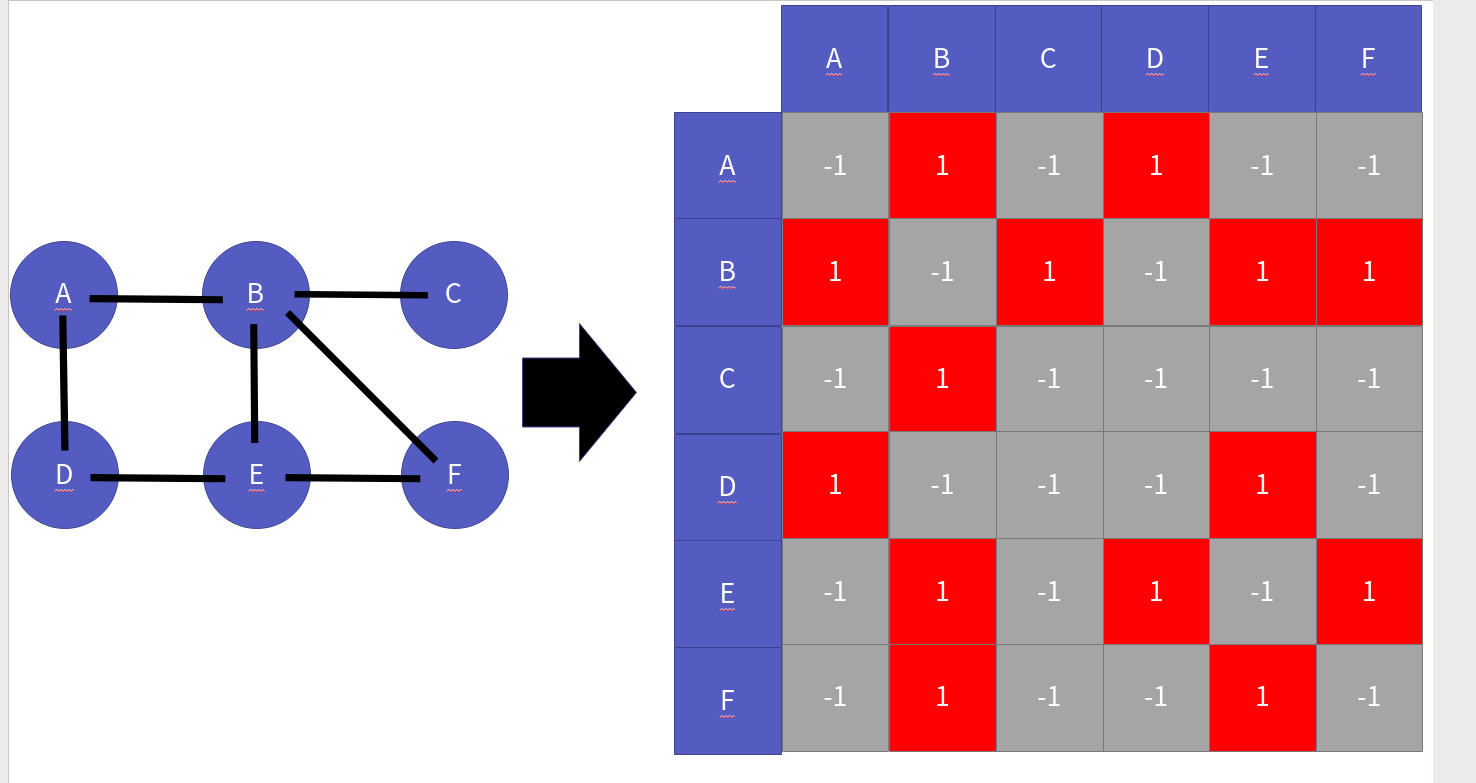 A B C
D E F
A B C D E F
A -1 1 -1 1 -1 -1
B 1 -1 1 -1 1 1
C -1 1 -1 -1 -1 -1
D 1 -1 -1 -1 1 -1
E -1 1 -1 1 -1 1
F -1 1 -1 -1 1 -1